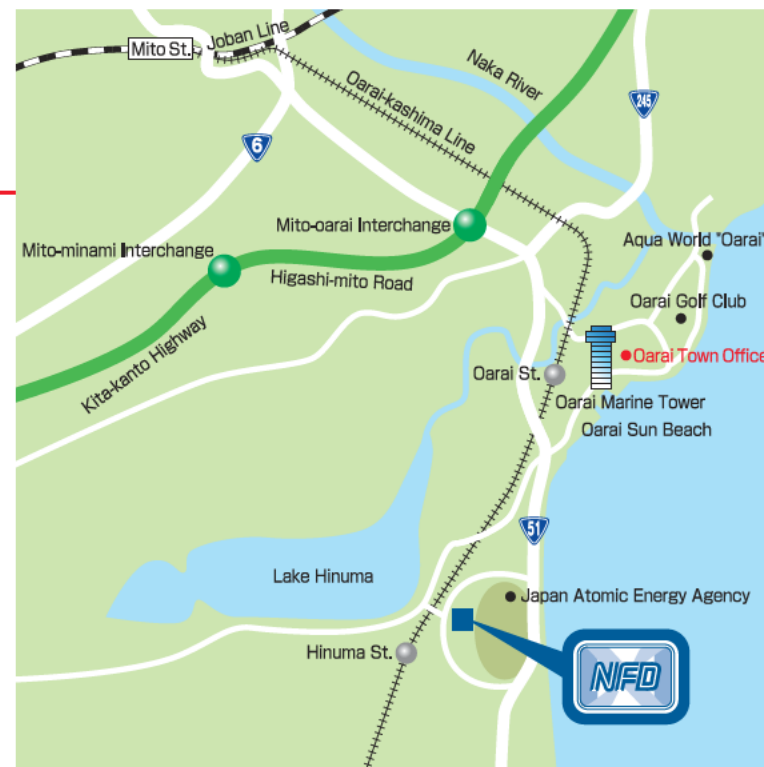 Joban Line
Mito St.
Naka River
Oarai-kashima Line
245
6
Mito-oarai Interchange
Mito-minami Interchange
Aqua World "Oarai"
Higashi-mito Road
Oarai Golf Club
Kita-kanto Highway
Oarai Town Office
Oarai St.
Oarai Marine Tower
Oarai Sun Beach
51
Lake Hinuma
Japan Atomic Energy Agency
Hinuma St.
NFD